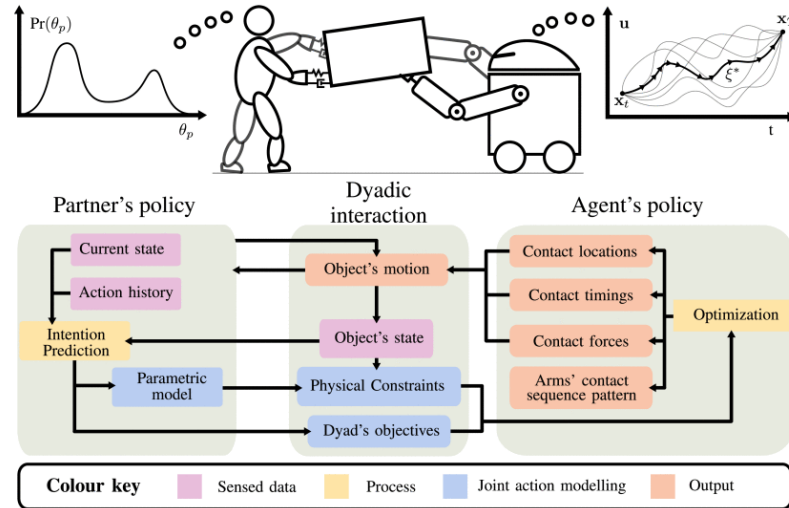 Pr(θₚ)
θₚ
u
x_T
ξ*
x_t
t
Partner's policy
Dyadic
interaction
Agent's policy
Current state
Action history
Intention
Prediction
Parametric
model
Object's motion
Object's state
Physical Constraints
Dyad's objectives
Contact locations
Contact timings
Contact forces
Arms' contact
sequence pattern
Optimization
Colour key
Sensed data
Process
Joint action modelling
Output